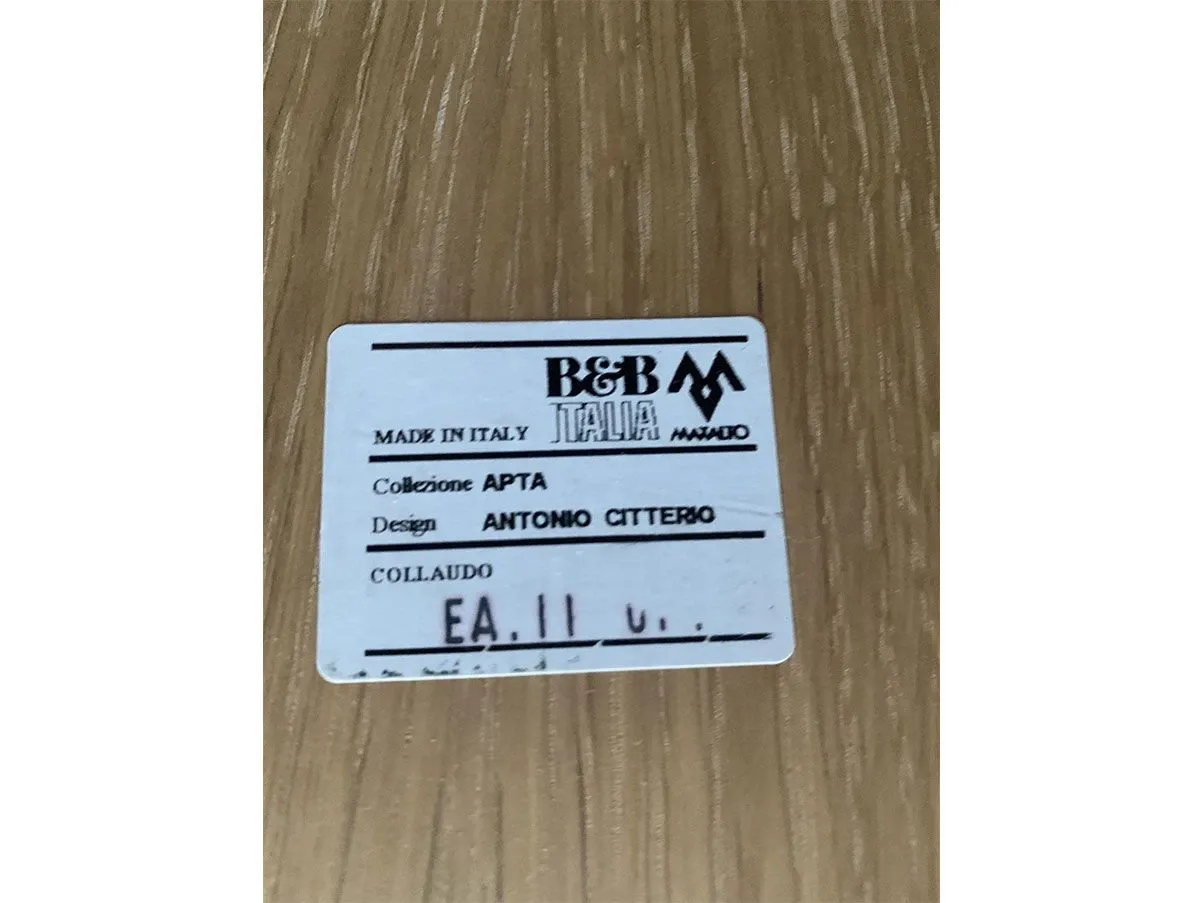 B&B
ITALIA
MAXALTO
MADE IN ITALY
Collezione APTA
Design ANTONIO CITTERIO
COLLAUDO
EA.11